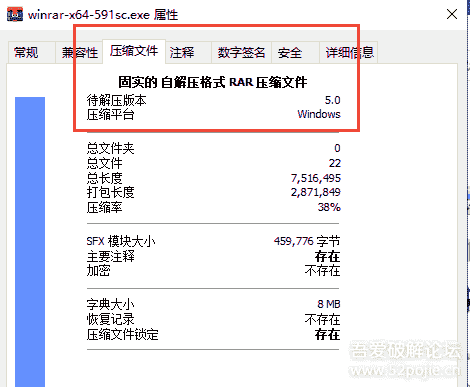 winrar-x64-591sc.exe 属性
常规 兼容性 压缩文件 注释 数字签名 安全 详细信息
固实的 自解压格式 RAR 压缩文件
待解压版本 5.0
压缩平台 Windows
总文件夹 0
总文件 22
总长度 7,516,495
打包长度 2,871,849
压缩率 38%
SFX 模块大小 459,776 字节
主要注释 存在
加密 不存在
字典大小 8 MB
恢复记录 不存在
压缩文件锁定 存在
吾爱破解论坛
www.52pojie.cn